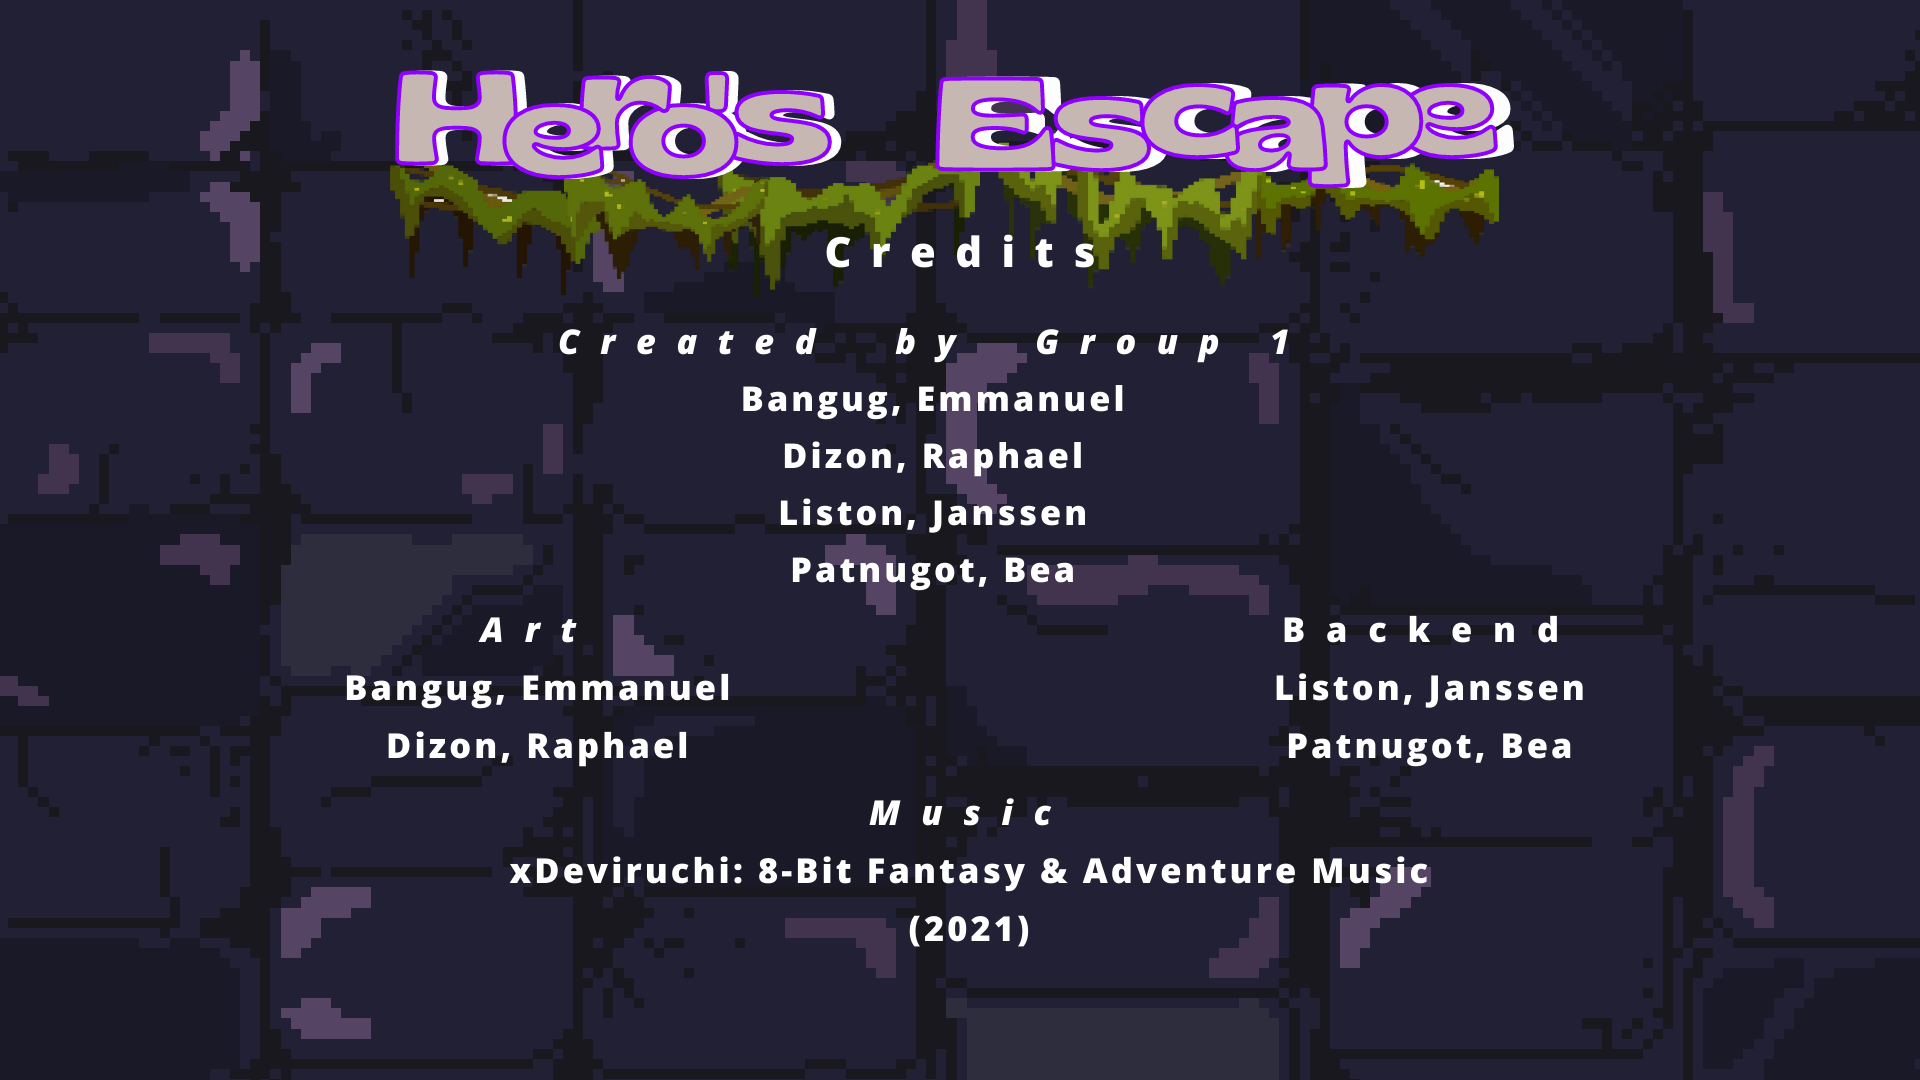 Hero's Escape
Credits
Created by Group 1
Bangug, Emmanuel
Dizon, Raphael
Liston, Janssen
Patnugot, Bea
Art
Bangug, Emmanuel
Dizon, Raphael
Backend
Liston, Janssen
Patnugot, Bea
Music
xDeviruchi: 8-Bit Fantasy & Adventure Music
(2021)